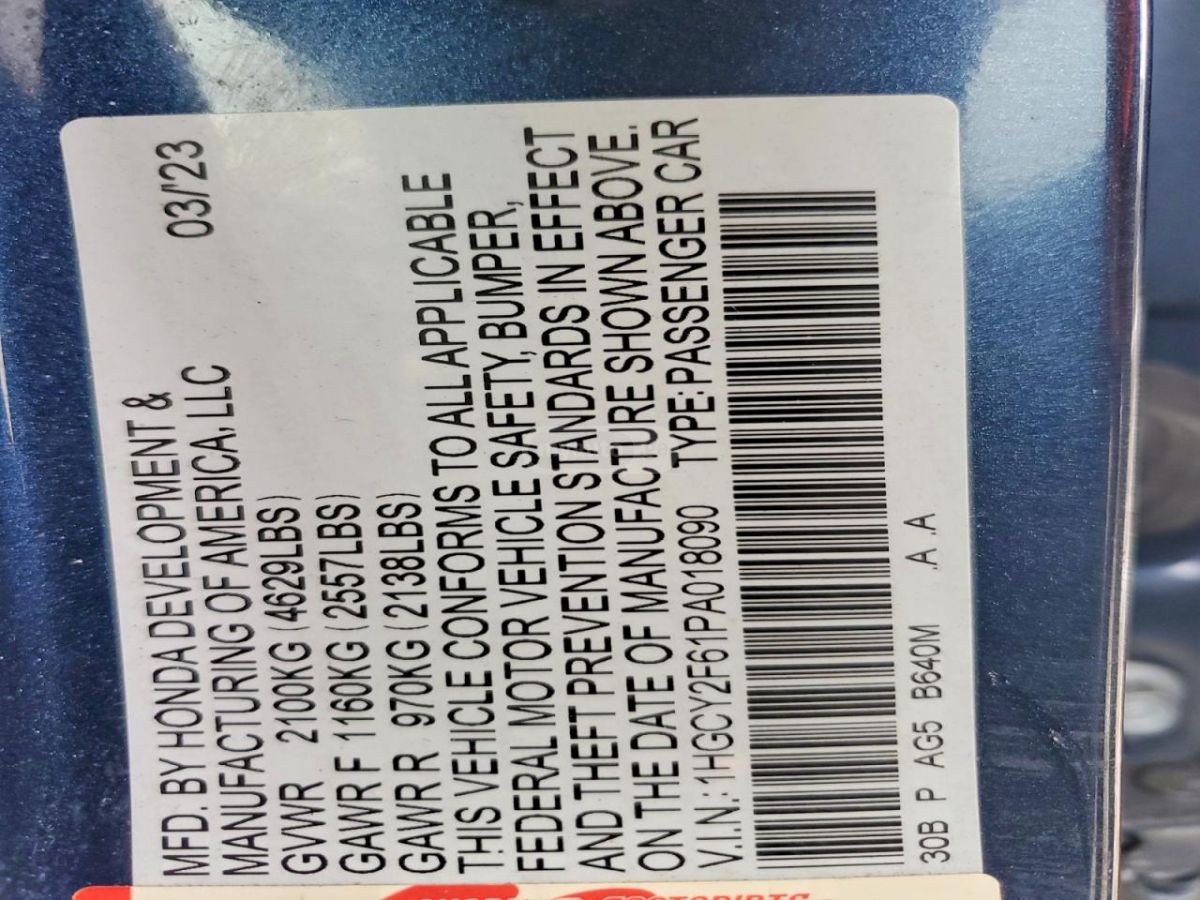 MFD. BY HONDA DEVELOPMENT &
MANUFACTURING OF AMERICA, LLC 03/'23
GVWR 2100KG (4629LBS)
GAWR F 1160KG (2557LBS)
GAWR R 970KG (2138LBS)
THIS VEHICLE CONFORMS TO ALL APPLICABLE
FEDERAL MOTOR VEHICLE SAFETY, BUMPER,
AND THEFT PREVENTION STANDARDS IN EFFECT
ON THE DATE OF MANUFACTURE SHOWN ABOVE.
V.I.N.: 1HGCY2F61PA018090 TYPE: PASSENGER CAR
30B P AG5 B640M .A .A